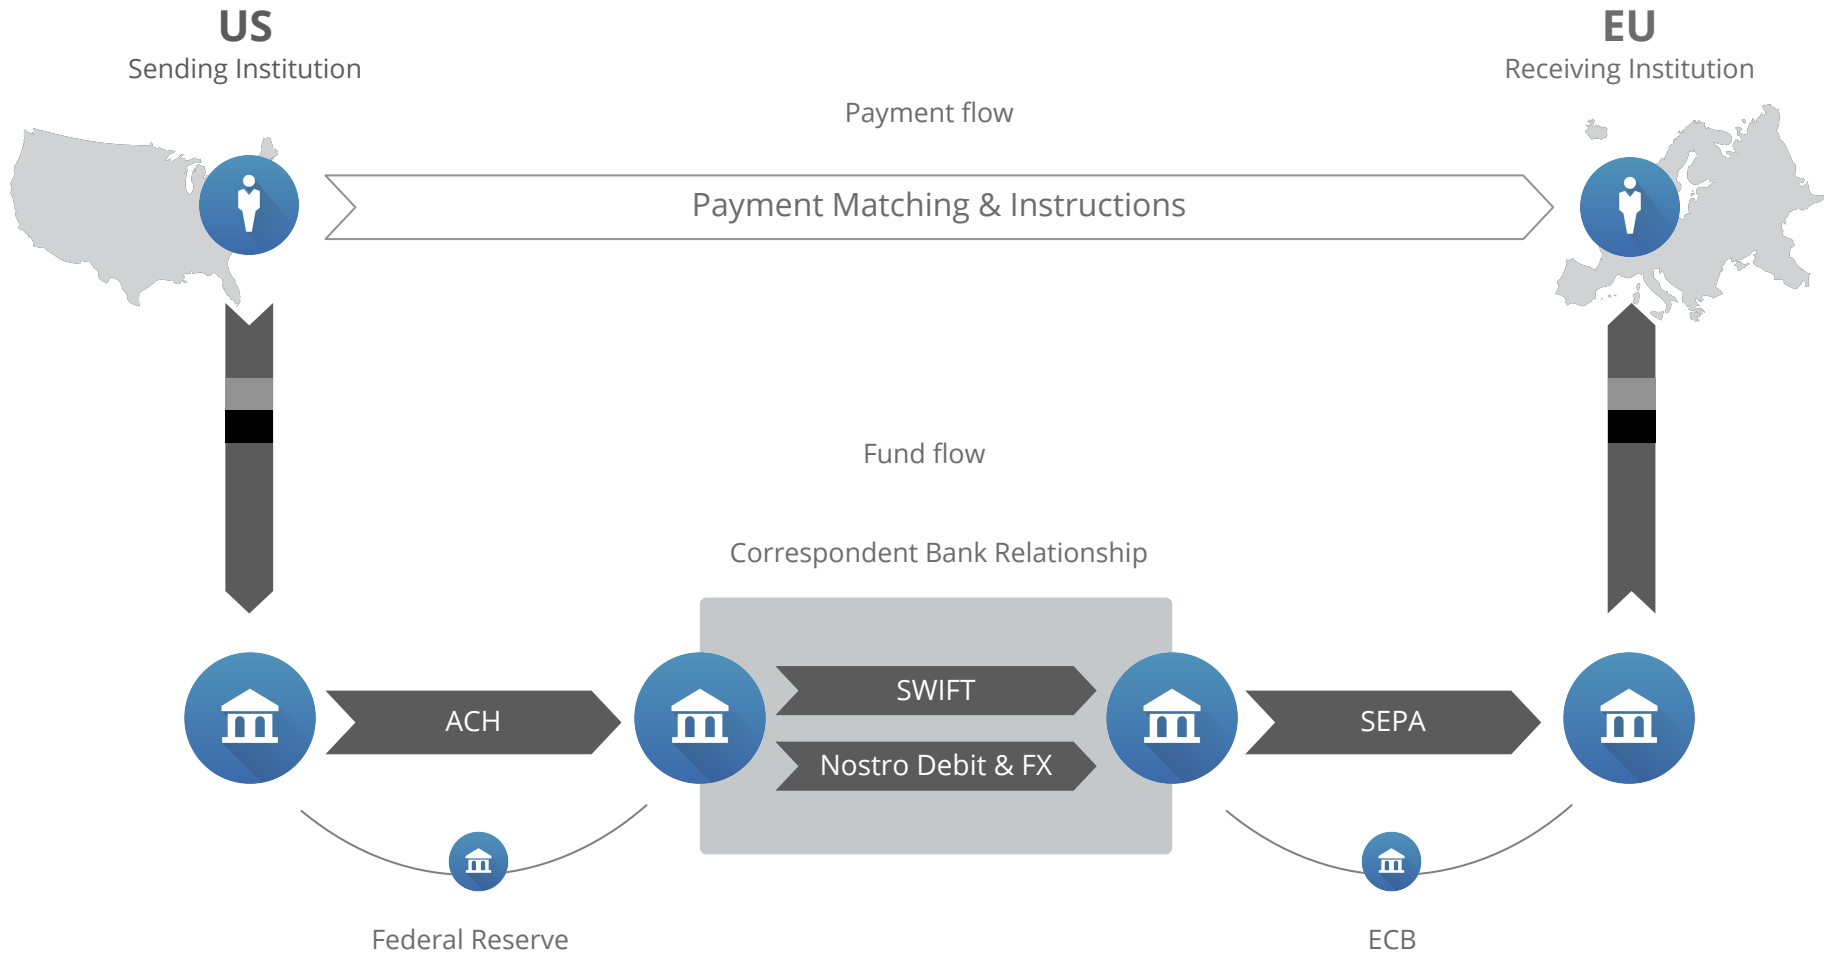 US
Sending Institution
EU
Receiving Institution
Payment flow
Payment Matching & Instructions
Fund flow
Correspondent Bank Relationship
ACH
SWIFT
Nostro Debit & FX
SEPA
Federal Reserve
ECB